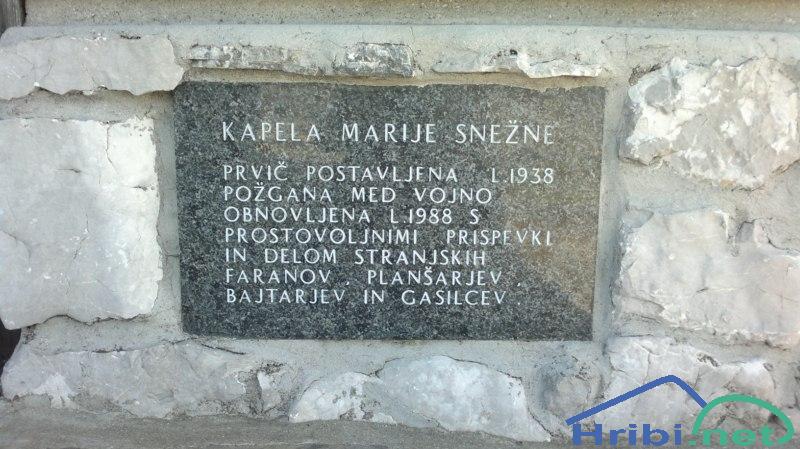 KAPELA MARIJE SNEŽNE
PRVIČ POSTAVLJENA L.1938
POŽGANA MED VOJNO
OBNOVLJENA L.1988 S
PROSTOVOLJNIMI PRISPEVKI
IN DELOM STRANJSKIH
FARANOV , PLANŠARJEV ,
BAJTARJEV IN GASILCEV .
Hribi.net